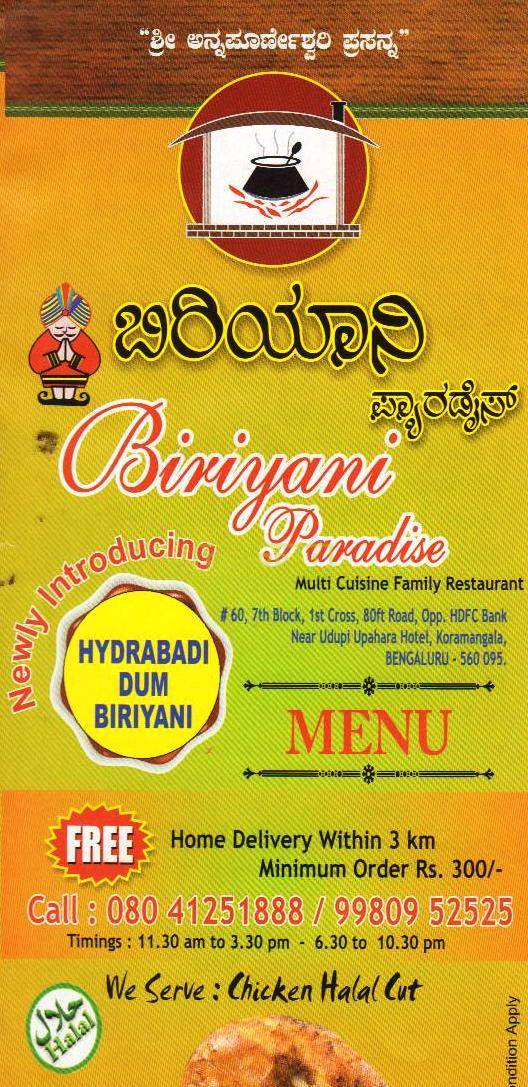 “ಶ್ರೀ ಅನ್ನಪೂರ್ಣೇಶ್ವರಿ ಪ್ರಸನ್ನ”
ಬಿರಿಯಾನಿ
ಪ್ಯಾರಡೈಸ್
Biriyani
Paradise
Multi Cuisine Family Restaurant
# 60, 7th Block, 1st Cross, 80ft Road, Opp. HDFC Bank
Near Udupi Upahara Hotel, Koramangala,
BENGALURU - 560 095.
Newly Introducing
HYDRABADI
DUM
BIRIYANI
MENU
FREE
Home Delivery Within 3 km
Minimum Order Rs. 300/-
Call : 080 41251888 / 99809 52525
Timings : 11.30 am to 3.30 pm - 6.30 to 10.30 pm
We Serve : Chicken Halal Cut
حلال
Halal
ndition Apply